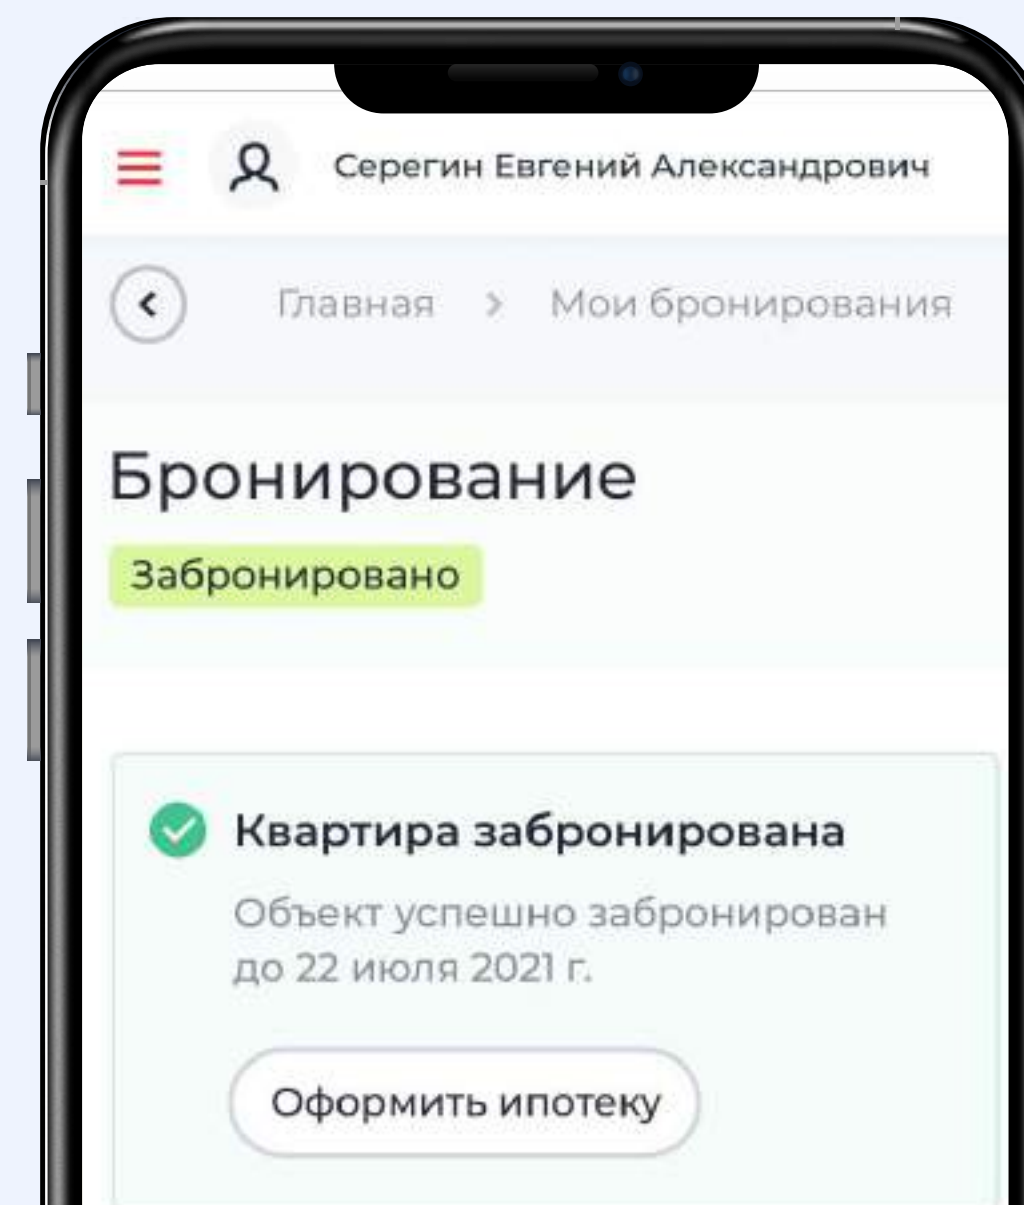 Серегин Евгений Александрович
Главная > Мои бронирования
Бронирование
Забронировано
Квартира забронирована
Объект успешно забронирован
до 22 июля 2021 г.
Оформить ипотеку